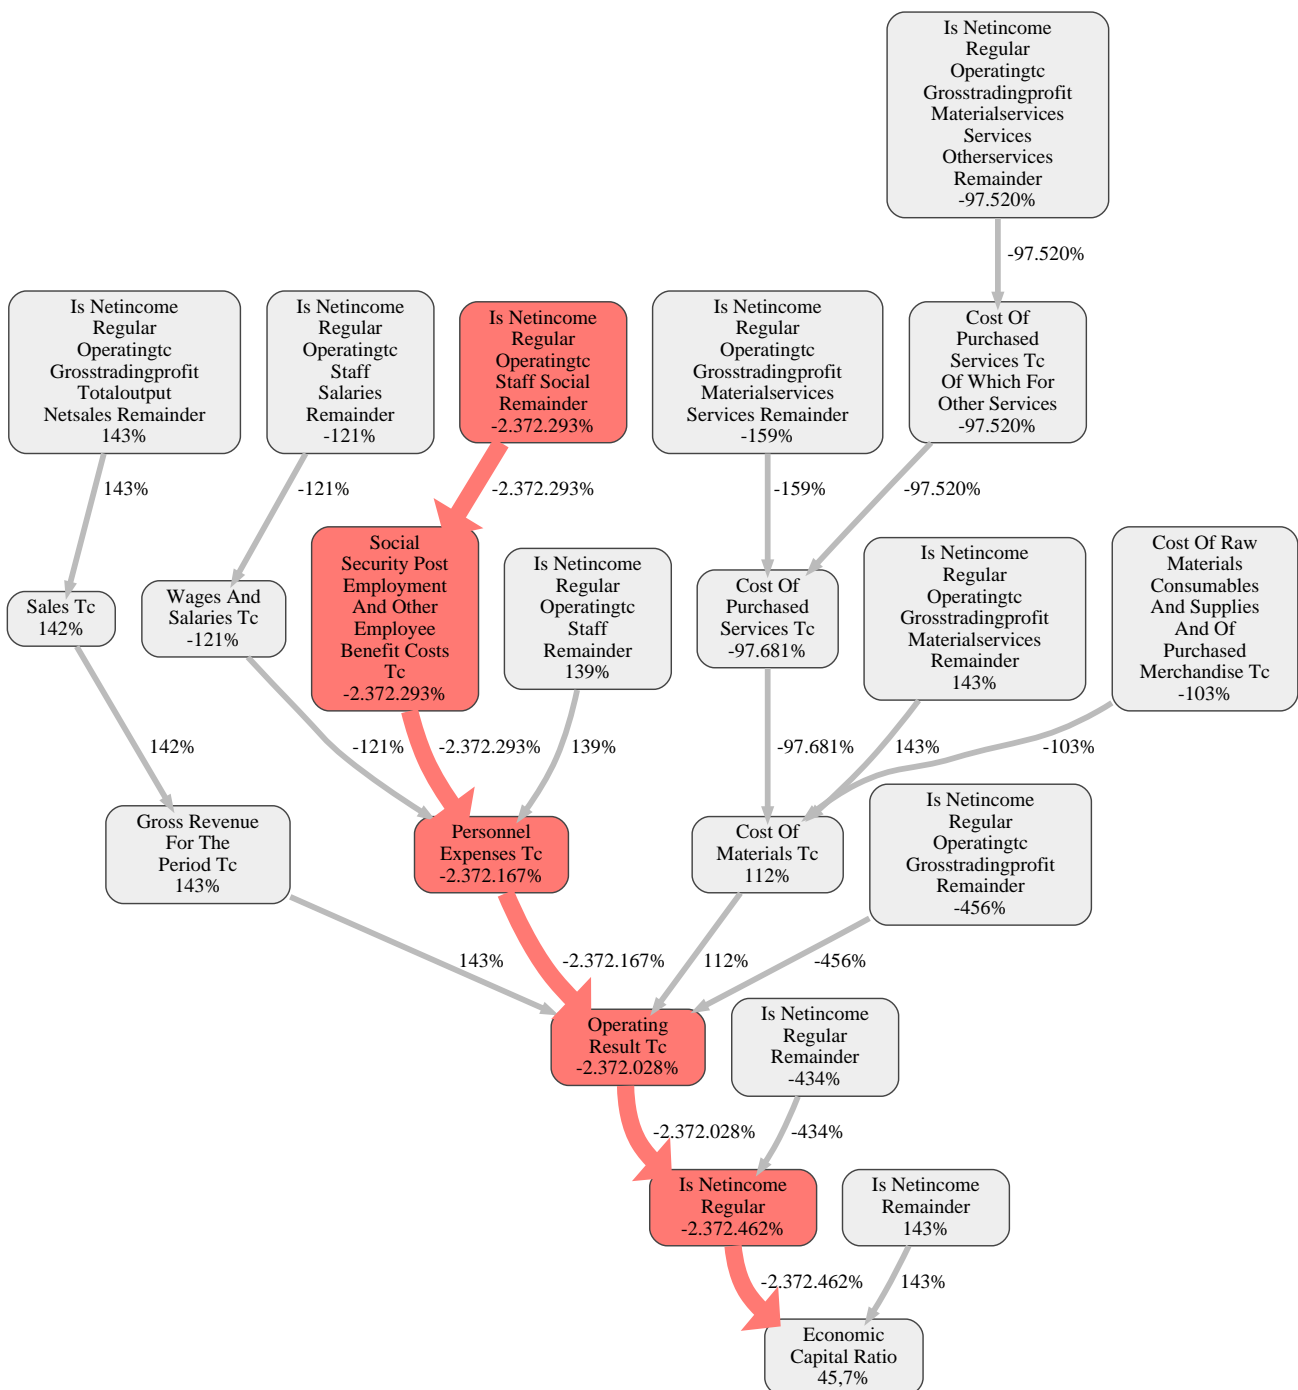 Is Netincome
Regular
Operatingtc
Grosstradingprofit
Materialservices
Services
Otherservices
Remainder
-97.520%
-97.520%
Is Netincome
Regular
Operatingtc
Grosstradingprofit
Totaloutput
Netsales Remainder
143%
Is Netincome
Regular
Operatingtc
Staff
Salaries
Remainder
-121%
Is Netincome
Regular
Operatingtc
Staff Social
Remainder
-2.372.293%
Is Netincome
Regular
Operatingtc
Grosstradingprofit
Materialservices
Services Remainder
-159%
Cost Of
Purchased
Services Tc
Of Which For
Other Services
-97.520%
143%
-121%
-2.372.293%
-159%
-97.520%
Sales Tc
142%
Wages And
Salaries Tc
-121%
Social
Security Post
Employment
And Other
Employee
Benefit Costs
Tc
-2.372.293%
Is Netincome
Regular
Operatingtc
Staff
Remainder
139%
Cost Of
Purchased
Services Tc
-97.681%
Is Netincome
Regular
Operatingtc
Grosstradingprofit
Materialservices
Remainder
143%
Cost Of Raw
Materials
Consumables
And Supplies
And Of
Purchased
Merchandise Tc
-103%
142%
-121%
-2.372.293%
139%
-97.681%
143%
-103%
Gross Revenue
For The
Period Tc
143%
Personnel
Expenses Tc
-2.372.167%
Cost Of
Materials Tc
112%
Is Netincome
Regular
Operatingtc
Grosstradingprofit
Remainder
-456%
143%
-2.372.167%
112%
-456%
Operating
Result Tc
-2.372.028%
Is Netincome
Regular
Remainder
-434%
-2.372.028%
-434%
Is Netincome
Regular
-2.372.462%
Is Netincome
Remainder
143%
-2.372.462%
143%
Economic
Capital Ratio
45,7%